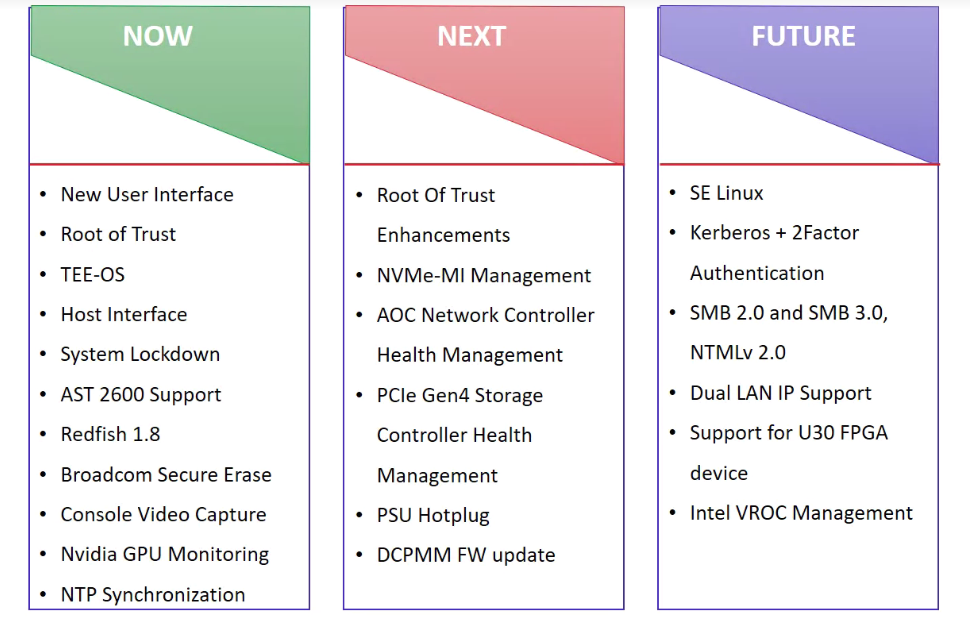 NOW
• New User Interface
• Root of Trust
• TEE-OS
• Host Interface
• System Lockdown
• AST 2600 Support
• Redfish 1.8
• Broadcom Secure Erase
• Console Video Capture
• Nvidia GPU Monitoring
• NTP Synchronization
NEXT
• Root Of Trust
Enhancements
• NVMe-MI Management
• AOC Network Controller
Health Management
• PCIe Gen4 Storage
Controller Health
Management
• PSU Hotplug
• DCPMM FW update
FUTURE
• SE Linux
• Kerberos + 2Factor
Authentication
• SMB 2.0 and SMB 3.0,
NTMLv 2.0
• Dual LAN IP Support
• Support for U30 FPGA
device
• Intel VROC Management